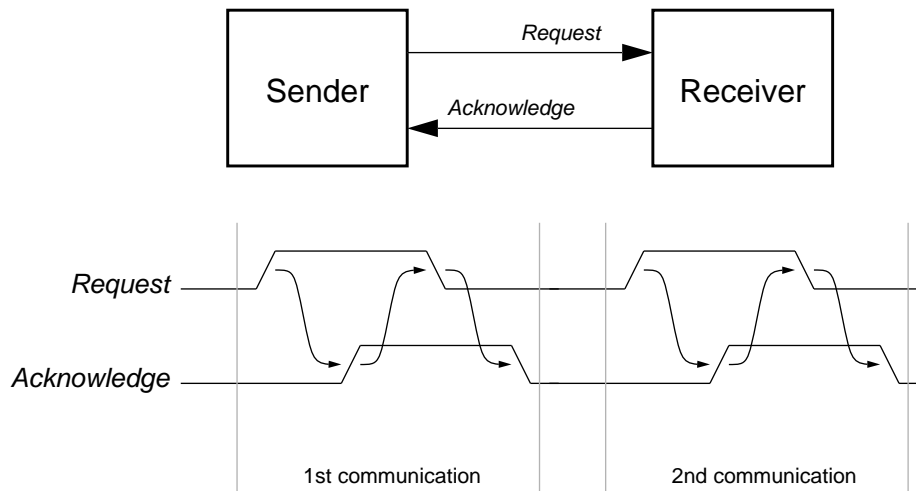 Request
Sender
Receiver
Acknowledge
Request
Acknowledge
1st communication
2nd communication